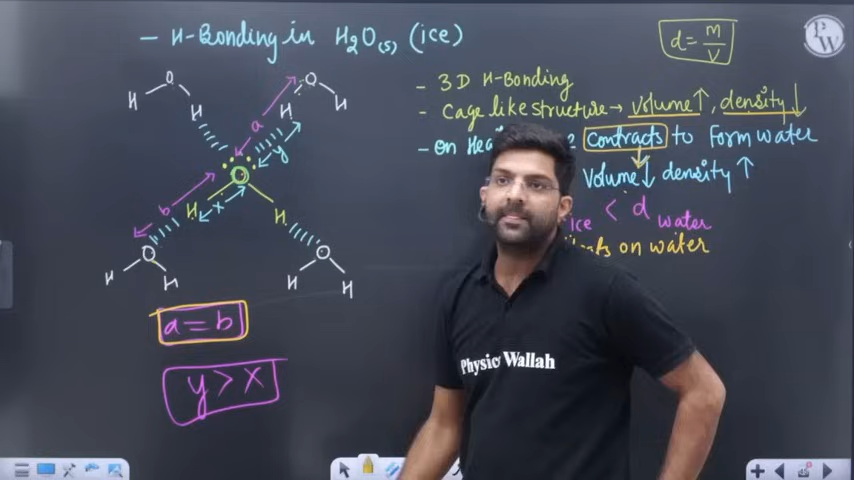 - H-Bonding in H₂O(s) (ice)
d = m/v
PW
- 3D H-Bonding
- Cage like structure → volume ↑, density ↓
- on contracts to form water
Volume ↓ density ↑
ice < d water
on water
H O H
O H H
a
y
O
b
x
H H
O H H
O H H
a = b
y > x
Physics Wallah